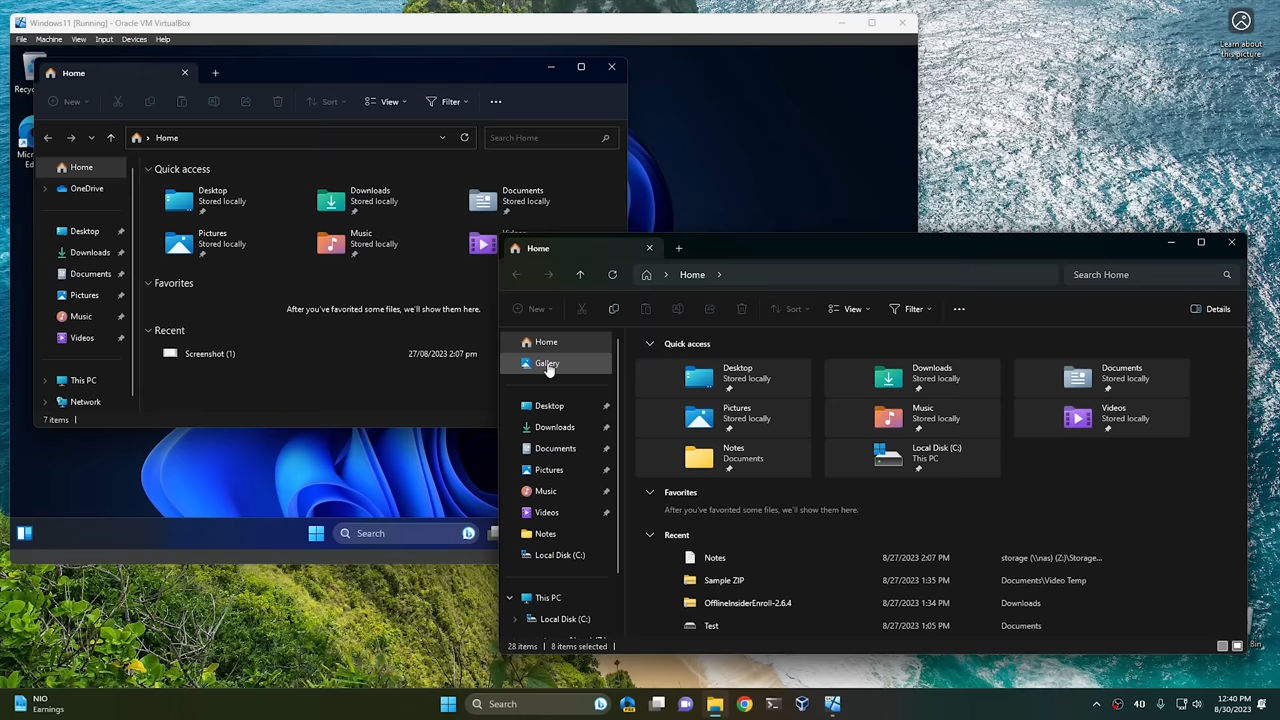 Windows11 [Running] - Oracle VM VirtualBox
File Machine View Input Devices Help
Learn about
this picture
Home
New Sort View Filter
Home
Search Home
Home
OneDrive
Desktop
Downloads
Documents
Pictures
Music
Videos
This PC
Network
Quick access
Desktop
Stored locally
Downloads
Stored locally
Documents
Stored locally
Pictures
Stored locally
Music
Stored locally
Favorites
After you've favorited some files, we'll show them here.
Recent
Screenshot (1) 27/08/2023 2:07 pm
7 items
Search
Home
Home
Search Home
New Sort View Filter Details
Home
Gallery
Desktop
Downloads
Documents
Pictures
Music
Videos
Notes
Local Disk (C:)
This PC
Local Disk (C:)
Quick access
Desktop
Stored locally
Downloads
Stored locally
Documents
Stored locally
Pictures
Stored locally
Music
Stored locally
Videos
Stored locally
Notes
Documents
Local Disk (C:)
This PC
Favorites
After you've favorited some files, we'll show them here.
Recent
Notes 8/27/2023 2:07 PM storage (\\nas) (Z:)\Storage...
Sample ZIP 8/27/2023 1:35 PM Documents\Video Temp
OfflineInsiderEnroll-2.6.4 8/27/2023 1:34 PM Downloads
Test 8/27/2023 1:05 PM Documents
28 items 8 items selected
Bin
NIO
Earnings
Search
40
12:40 PM
8/30/2023